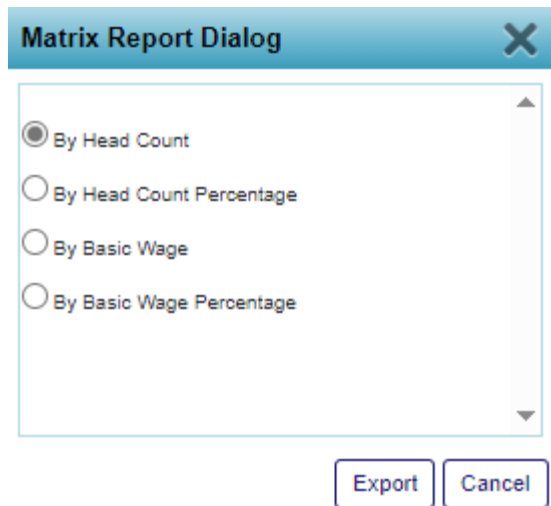 Matrix Report Dialog
By Head Count
By Head Count Percentage
By Basic Wage
By Basic Wage Percentage
Export Cancel